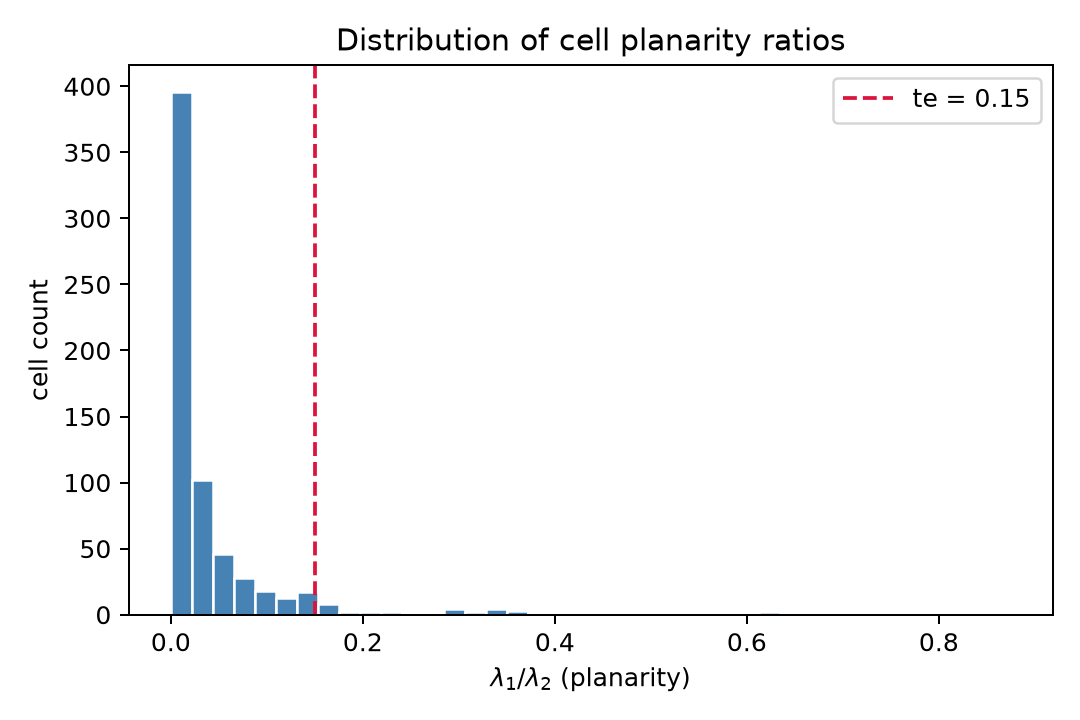 Distribution of cell planarity ratios
te = 0.15
400
350
300
250
200
150
100
50
0
cell count
0.0 0.2 0.4 0.6 0.8
λ₁/λ₂ (planarity)